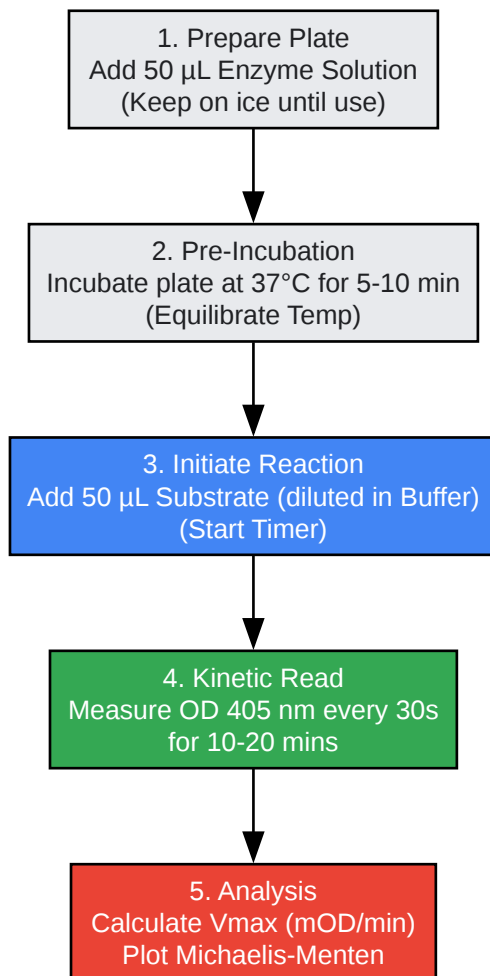 1. Prepare Plate
Add 50 µL Enzyme Solution
(Keep on ice until use)
2. Pre-Incubation
Incubate plate at 37°C for 5-10 min
(Equilibrate Temp)
3. Initiate Reaction
Add 50 µL Substrate (diluted in Buffer)
(Start Timer)
4. Kinetic Read
Measure OD 405 nm every 30s
for 10-20 mins
5. Analysis
Calculate Vmax (mOD/min)
Plot Michaelis-Menten